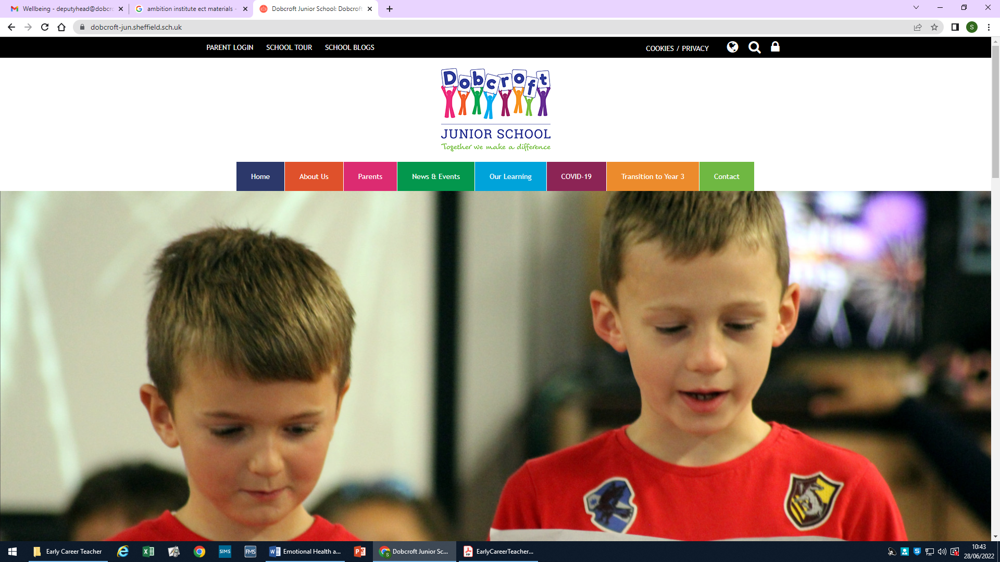 Wellbeing - deputyhead@dobcro
ambition institute ect materials -
Dobcroft Junior School: Dobcroft
dobcroft-jun.sheffield.sch.uk
S
PARENT LOGIN SCHOOL TOUR SCHOOL BLOGS COOKIES / PRIVACY
Dobcroft
JUNIOR SCHOOL
Together we make a difference
Home About Us Parents News & Events Our Learning COVID-19 Transition to Year 3 Contact
Early Career Teacher SIMS FMS Emotional Health a... Dobcroft Junior Sc... EarlyCareerTeacher...
10:43
28/06/2022